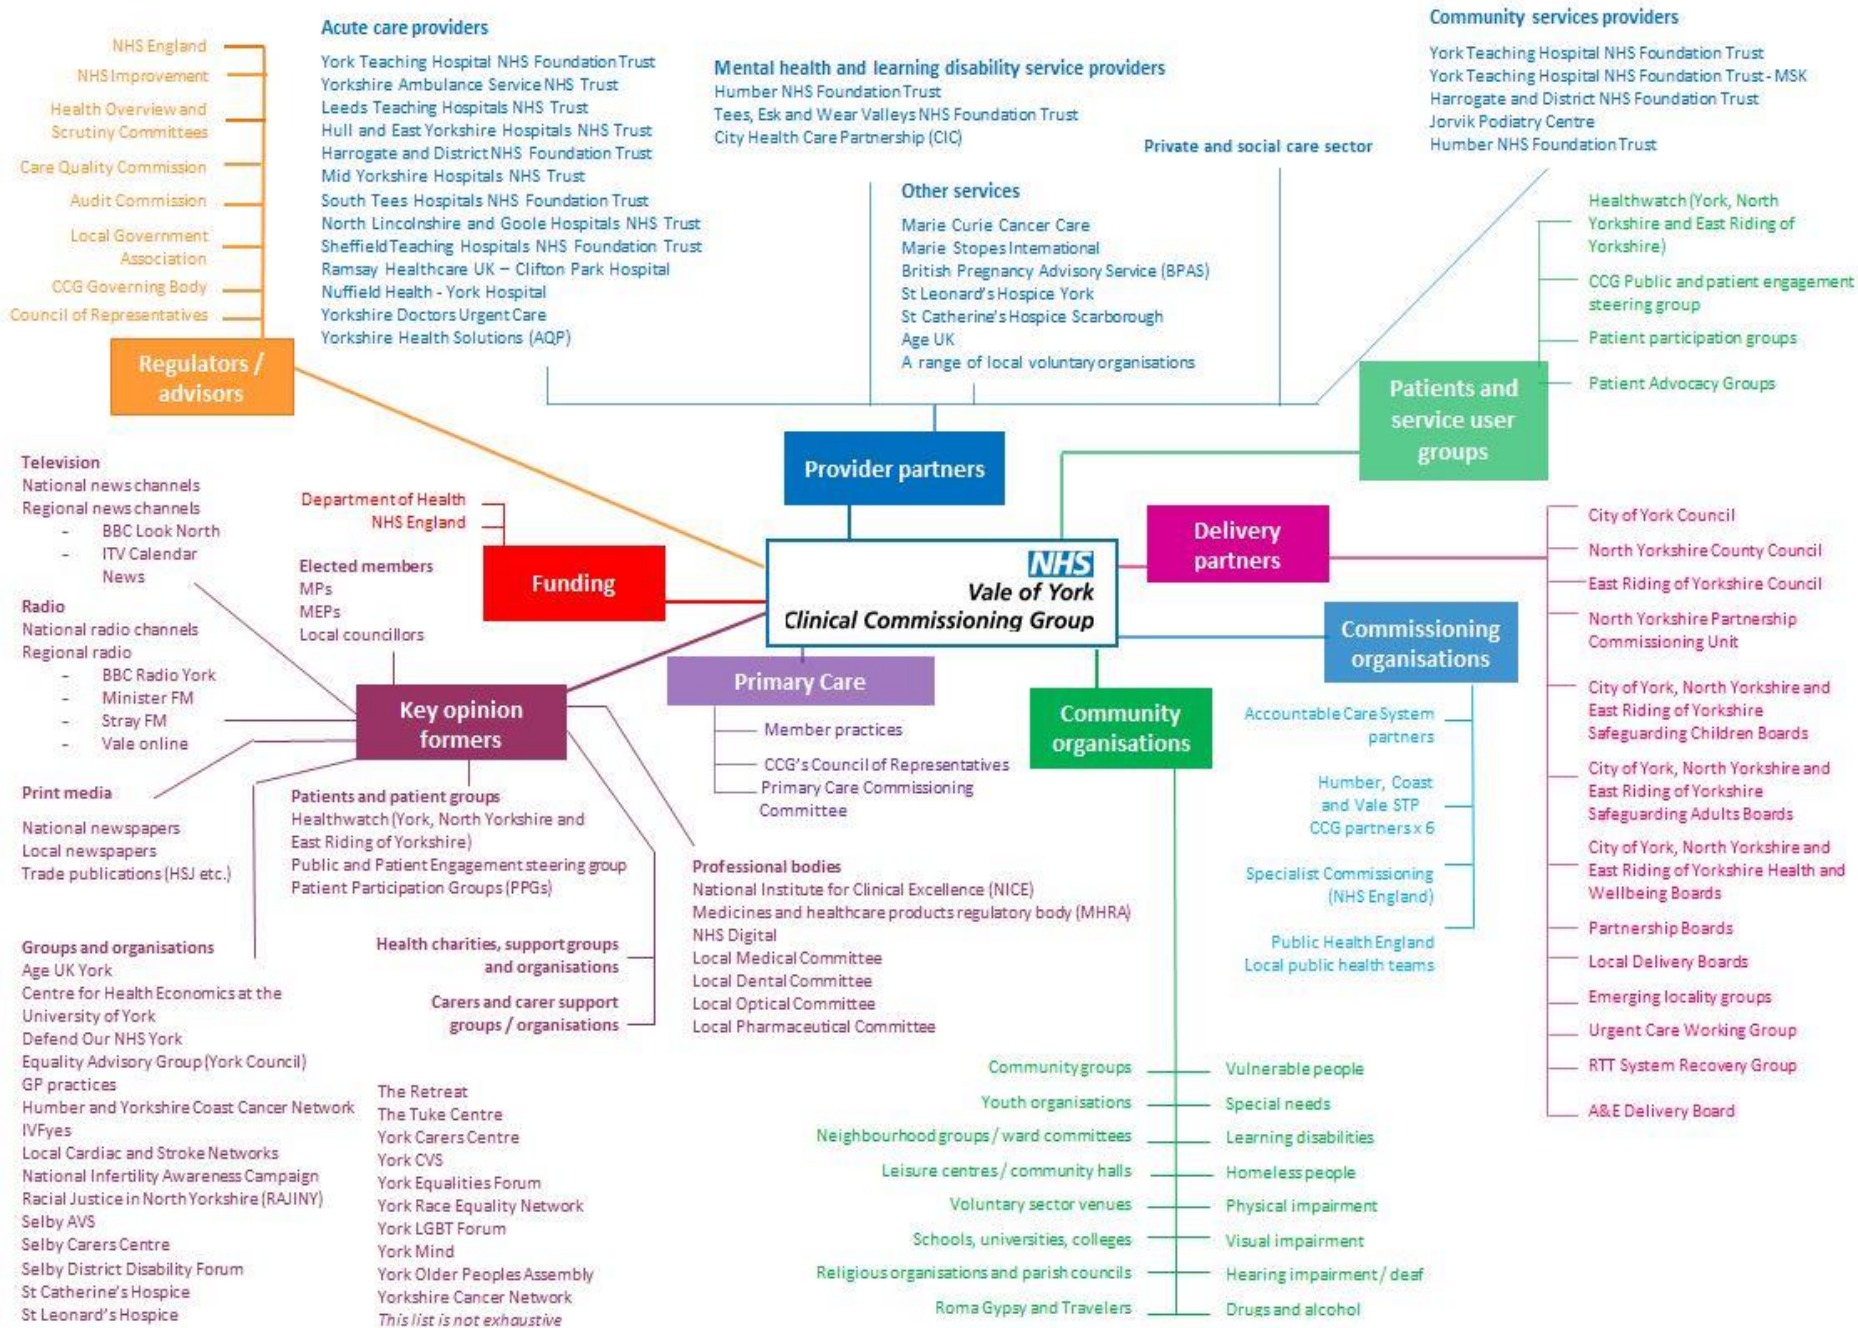 NHS England
NHS Improvement
Health Overview and
Scrutiny Committees
Care Quality Commission
Audit Commission
Local Government
Association
CCG Governing Body
Council of Representatives
Regulators /
advisors
Acute care providers
York Teaching Hospital NHS Foundation Trust
Yorkshire Ambulance Service NHS Trust
Leeds Teaching Hospitals NHS Trust
Hull and East Yorkshire Hospitals NHS Trust
Harrogate and District NHS Foundation Trust
Mid Yorkshire Hospitals NHS Trust
South Tees Hospitals NHS Foundation Trust
North Lincolnshire and Goole Hospitals NHS Trust
Sheffield Teaching Hospitals NHS Foundation Trust
Ramsay Healthcare UK – Clifton Park Hospital
Nuffield Health - York Hospital
Yorkshire Doctors Urgent Care
Yorkshire Health Solutions (AQP)
Mental health and learning disability service providers
Humber NHS Foundation Trust
Tees, Esk and Wear Valleys NHS Foundation Trust
City Health Care Partnership (CIC)
Other services
Marie Curie Cancer Care
Marie Stopes International
British Pregnancy Advisory Service (BPAS)
St Leonard's Hospice York
St Catherine's Hospice Scarborough
Age UK
A range of local voluntary organisations
Private and social care sector
Community services providers
York Teaching Hospital NHS Foundation Trust
York Teaching Hospital NHS Foundation Trust - MSK
Harrogate and District NHS Foundation Trust
Jorvik Podiatry Centre
Humber NHS Foundation Trust
Provider partners
Healthwatch (York, North
Yorkshire and East Riding of
Yorkshire)
CCG Public and patient engagement
steering group
Patient participation groups
Patient Advocacy Groups
Patients and
service user
groups
Television
National news channels
Regional news channels
- BBC Look North
- ITV Calendar
News
Radio
National radio channels
Regional radio
- BBC Radio York
- Minister FM
- Stray FM
- Vale online
Print media
National newspapers
Local newspapers
Trade publications (HSJ etc.)
Department of Health
NHS England
Funding
Elected members
MPs
MEPs
Local councillors
Key opinion
formers
NHS
Vale of York
Clinical Commissioning Group
Primary Care
Member practices
CCG's Council of Representatives
Primary Care Commissioning
Committee
Delivery
partners
City of York Council
North Yorkshire County Council
East Riding of Yorkshire Council
North Yorkshire Partnership
Commissioning Unit
City of York, North Yorkshire and
East Riding of Yorkshire
Safeguarding Children Boards
City of York, North Yorkshire and
East Riding of Yorkshire
Safeguarding Adults Boards
City of York, North Yorkshire and
East Riding of Yorkshire Health and
Wellbeing Boards
Partnership Boards
Local Delivery Boards
Emerging locality groups
Urgent Care Working Group
RTT System Recovery Group
A&E Delivery Board
Commissioning
organisations
Accountable Care System
partners
Humber, Coast
and Vale STP
CCG partners x 6
Specialist Commissioning
(NHS England)
Public Health England
Local public health teams
Community
organisations
Community groups
Youth organisations
Neighbourhood groups / ward committees
Leisure centres / community halls
Voluntary sector venues
Schools, universities, colleges
Religious organisations and parish councils
Roma Gypsy and Travelers
Vulnerable people
Special needs
Learning disabilities
Homeless people
Physical impairment
Visual impairment
Hearing impairment / deaf
Drugs and alcohol
Patients and patient groups
Healthwatch (York, North Yorkshire and
East Riding of Yorkshire)
Public and Patient Engagement steering group
Patient Participation Groups (PPGs)
Health charities, support groups
and organisations
Carers and carer support
groups / organisations
Professional bodies
National Institute for Clinical Excellence (NICE)
Medicines and healthcare products regulatory body (MHRA)
NHS Digital
Local Medical Committee
Local Dental Committee
Local Optical Committee
Local Pharmaceutical Committee
Groups and organisations
Age UK York
Centre for Health Economics at the
University of York
Defend Our NHS York
Equality Advisory Group (York Council)
GP practices
Humber and Yorkshire Coast Cancer Network
IVFyes
Local Cardiac and Stroke Networks
National Infertility Awareness Campaign
Racial Justice in North Yorkshire (RAJINY)
Selby AVS
Selby Carers Centre
Selby District Disability Forum
St Catherine's Hospice
St Leonard's Hospice
The Retreat
The Tuke Centre
York Carers Centre
York CVS
York Equalities Forum
York Race Equality Network
York LGBT Forum
York Mind
York Older Peoples Assembly
Yorkshire Cancer Network
This list is not exhaustive